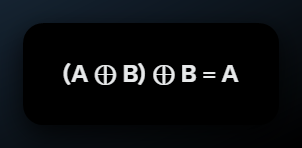 (A ⊕ B) ⊕ B = A